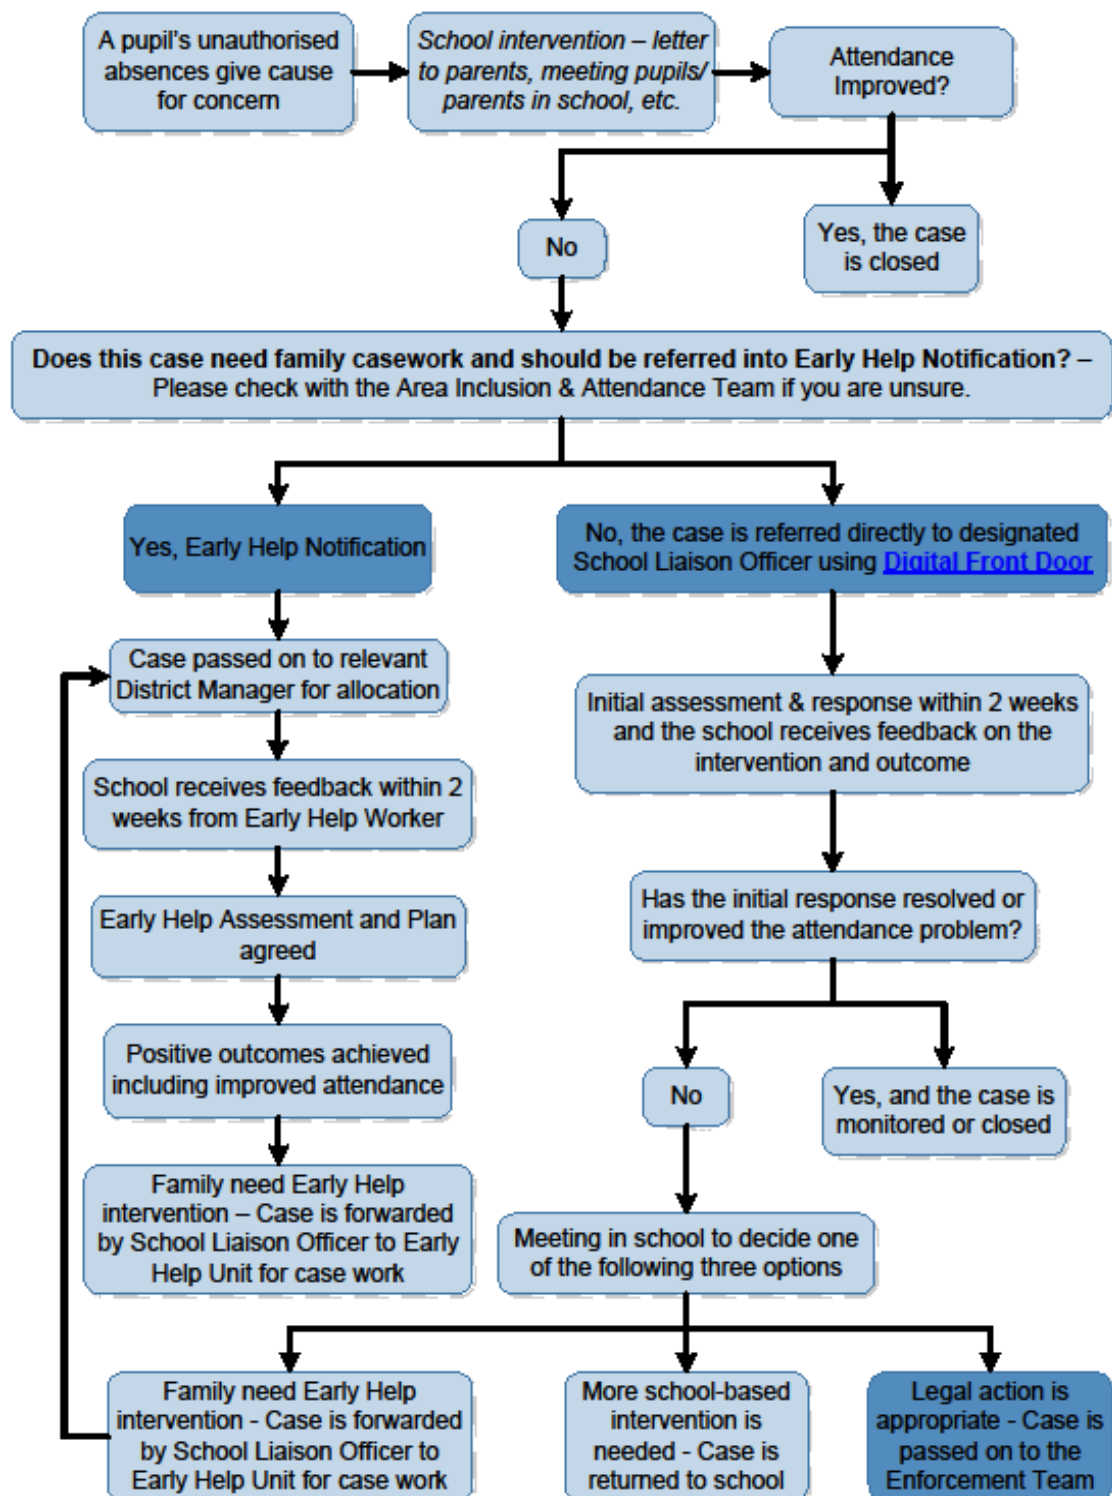 A pupil's unauthorised
absences give cause
for concern
School intervention – letter
to parents, meeting pupils/
parents in school, etc.
Attendance
Improved?
No
Yes, the case
is closed
Does this case need family casework and should be referred into Early Help Notification? –
Please check with the Area Inclusion & Attendance Team if you are unsure.
Yes, Early Help Notification
No, the case is referred directly to designated
School Liaison Officer using Digital Front Door
Case passed on to relevant
District Manager for allocation
Initial assessment & response within 2 weeks
and the school receives feedback on the
intervention and outcome
School receives feedback within 2
weeks from Early Help Worker
Has the initial response resolved or
improved the attendance problem?
Early Help Assessment and Plan
agreed
Positive outcomes achieved
including improved attendance
No
Yes, and the case is
monitored or closed
Family need Early Help
intervention – Case is forwarded
by School Liaison Officer to Early
Help Unit for case work
Meeting in school to decide one
of the following three options
Family need Early Help
intervention - Case is forwarded
by School Liaison Officer to
Early Help Unit for case work
More school-based
intervention is
needed - Case is
returned to school
Legal action is
appropriate - Case is
passed on to the
Enforcement Team